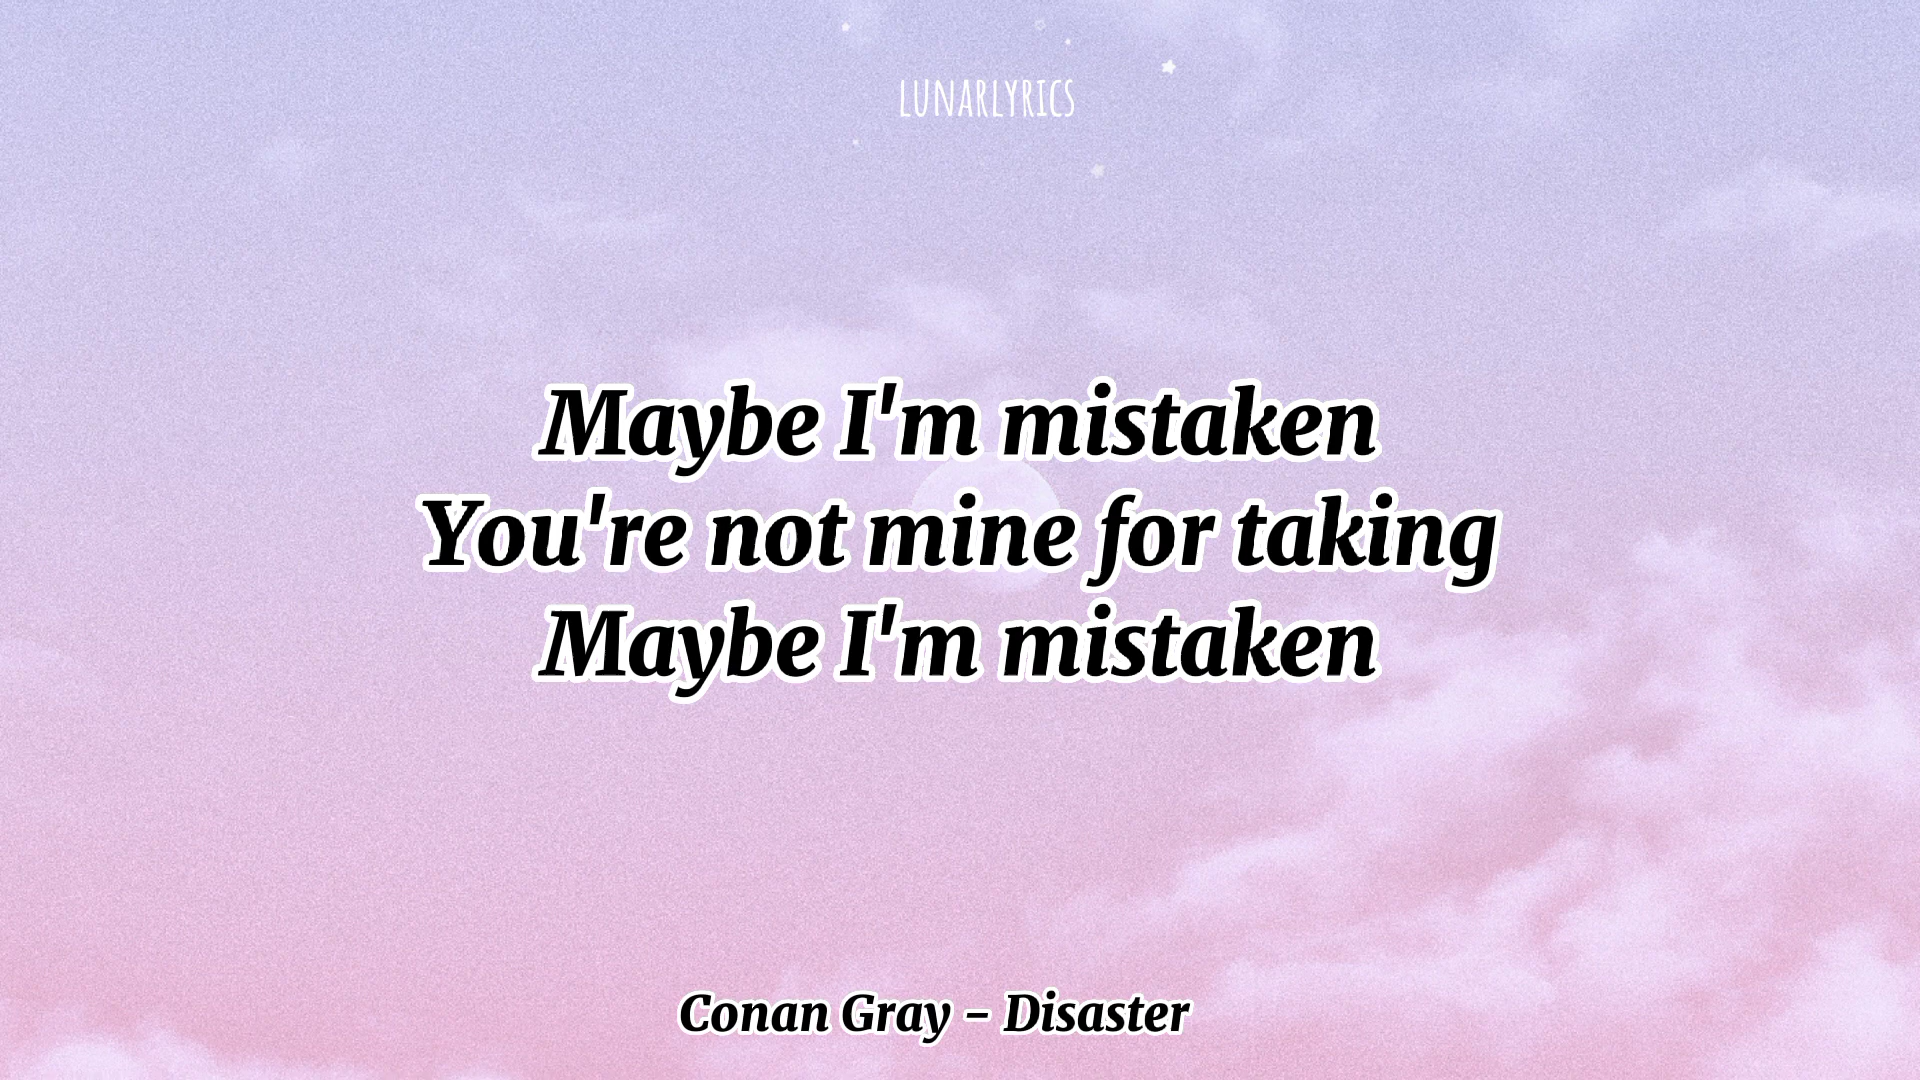 LUNARLYRICS
Maybe I'm mistaken
You're not mine for taking
Maybe I'm mistaken
Conan Gray - Disaster